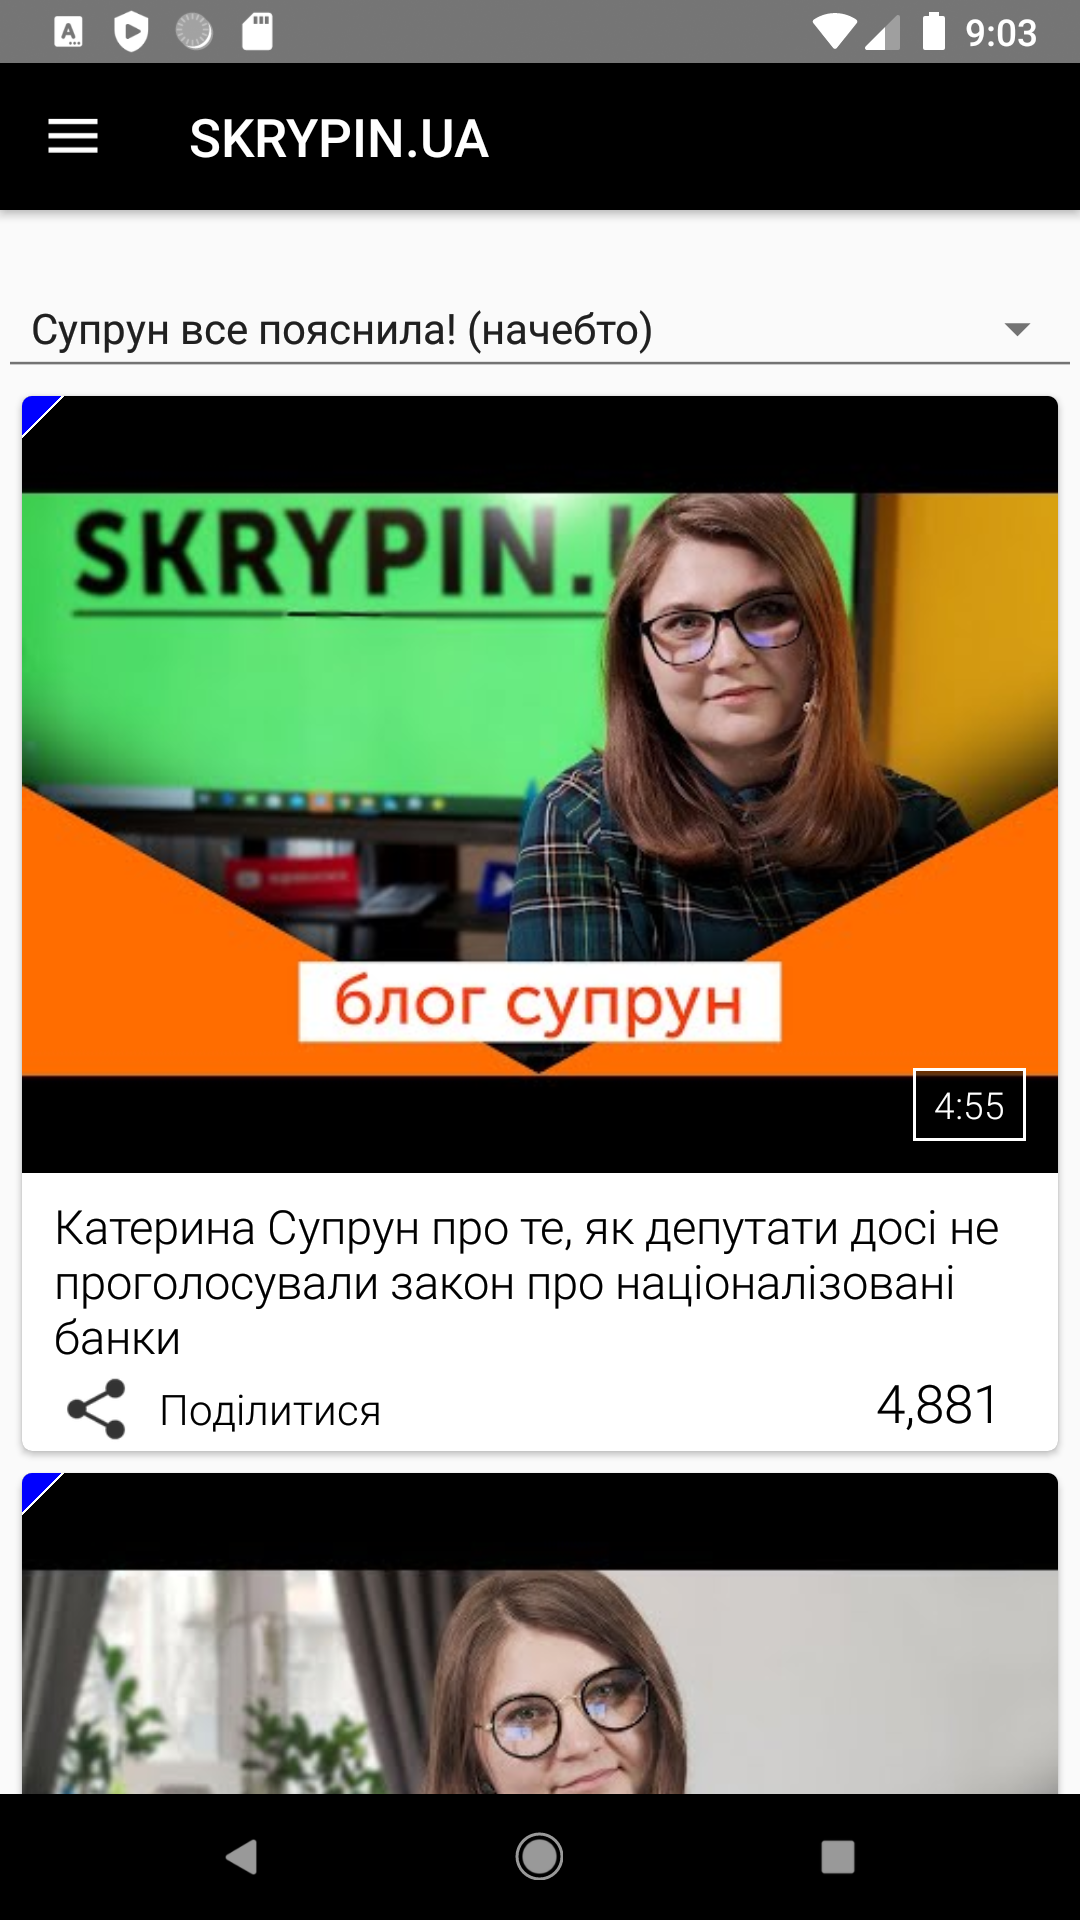 9:03
SKRYPIN.UA
Супрун все пояснила! (начебто)
SKRYPIN.
блог супрун
4:55
Катерина Супрун про те, як депутати досі не
проголосували закон про націоналізовані
банки
Поділитися
4,881